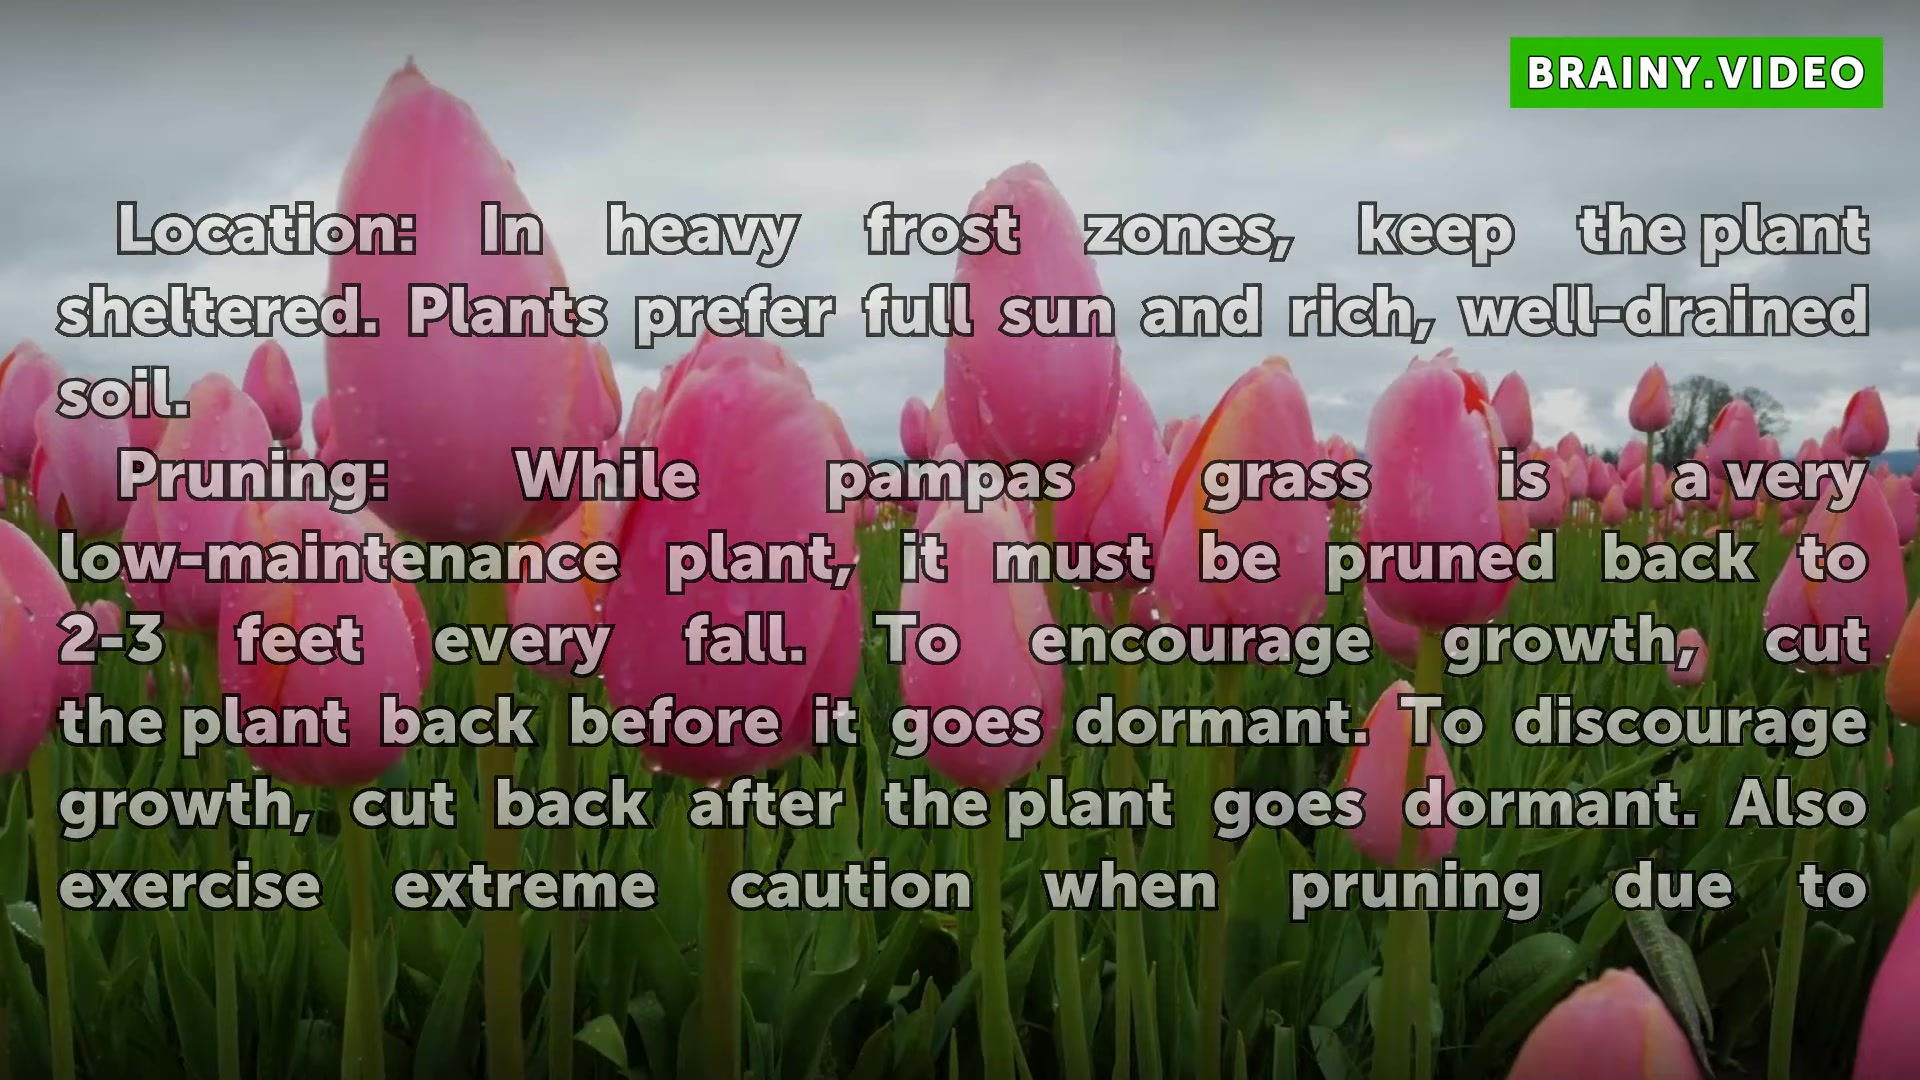 BRAINY.VIDEO
Location: In heavy frost zones, keep the plant
sheltered. Plants prefer full sun and rich, well-drained
soil.
Pruning: While pampas grass is a very
low-maintenance plant, it must be pruned back to
2-3 feet every fall. To encourage growth, cut
the plant back before it goes dormant. To discourage
growth, cut back after the plant goes dormant. Also
exercise extreme caution when pruning due to